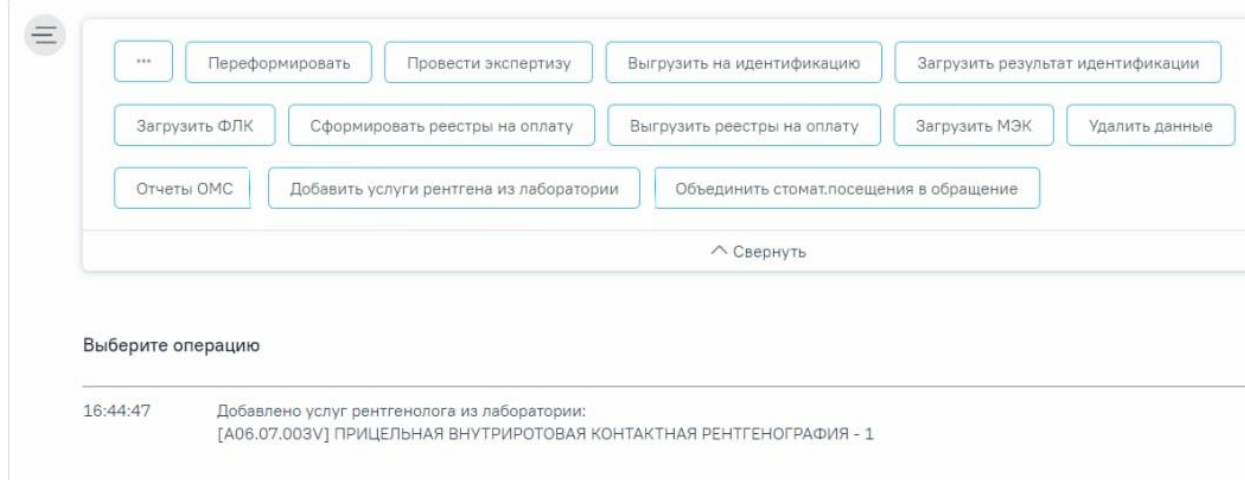 ... Переформировать Провести экспертизу Выгрузить на идентификацию Загрузить результат идентификации
Загрузить ФЛК Сформировать реестры на оплату Выгрузить реестры на оплату Загрузить МЭК Удалить данные
Отчеты ОМС Добавить услуги рентгена из лаборатории Объединить стомат.посещения в обращение
Свернуть
Выберите операцию
16:44:47 Добавлено услуг рентгенолога из лаборатории:
[A06.07.003V] ПРИЦЕЛЬНАЯ ВНУТРИРОТОВАЯ КОНТАКТНАЯ РЕНТГЕНОГРАФИЯ - 1